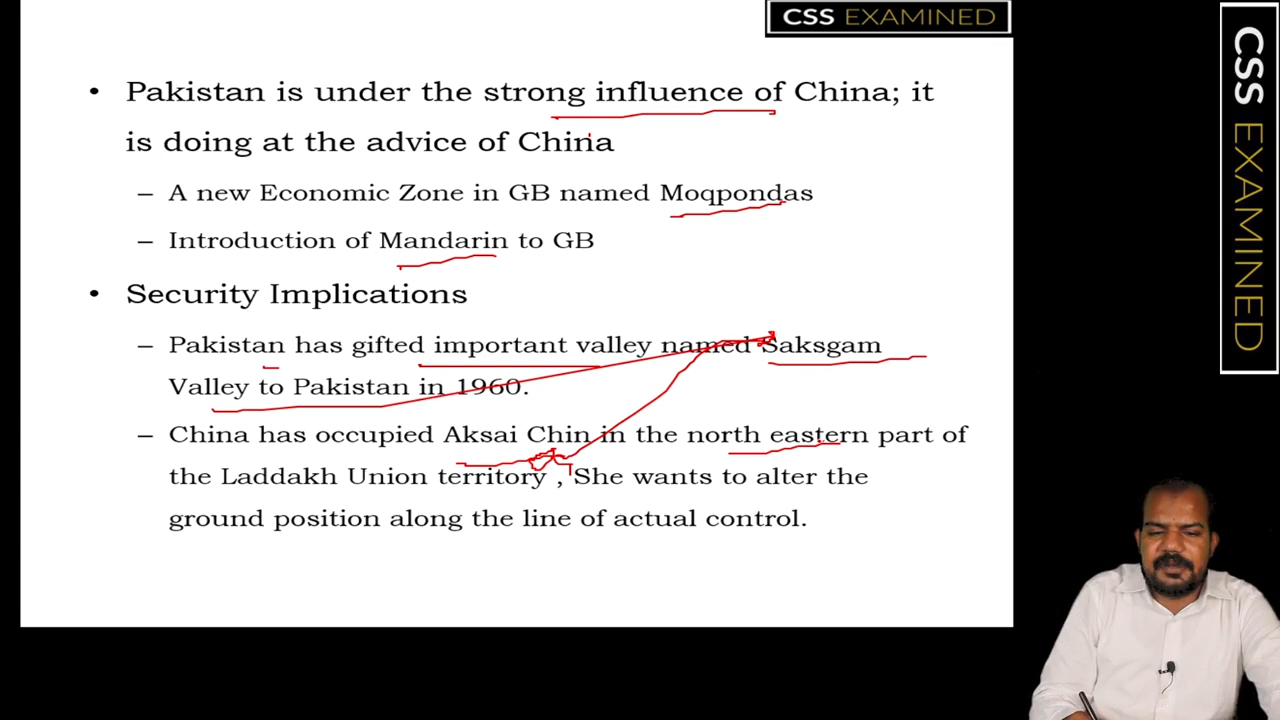 CSS EXAMINED
• Pakistan is under the strong influence of China; it
is doing at the advice of China
– A new Economic Zone in GB named Moqpondas
– Introduction of Mandarin to GB
• Security Implications
– Pakistan has gifted important valley named Saksgam
Valley to Pakistan in 1960.
– China has occupied Aksai Chin in the north eastern part of
the Laddakh Union territory , She wants to alter the
ground position along the line of actual control.
CSS EXAMINED